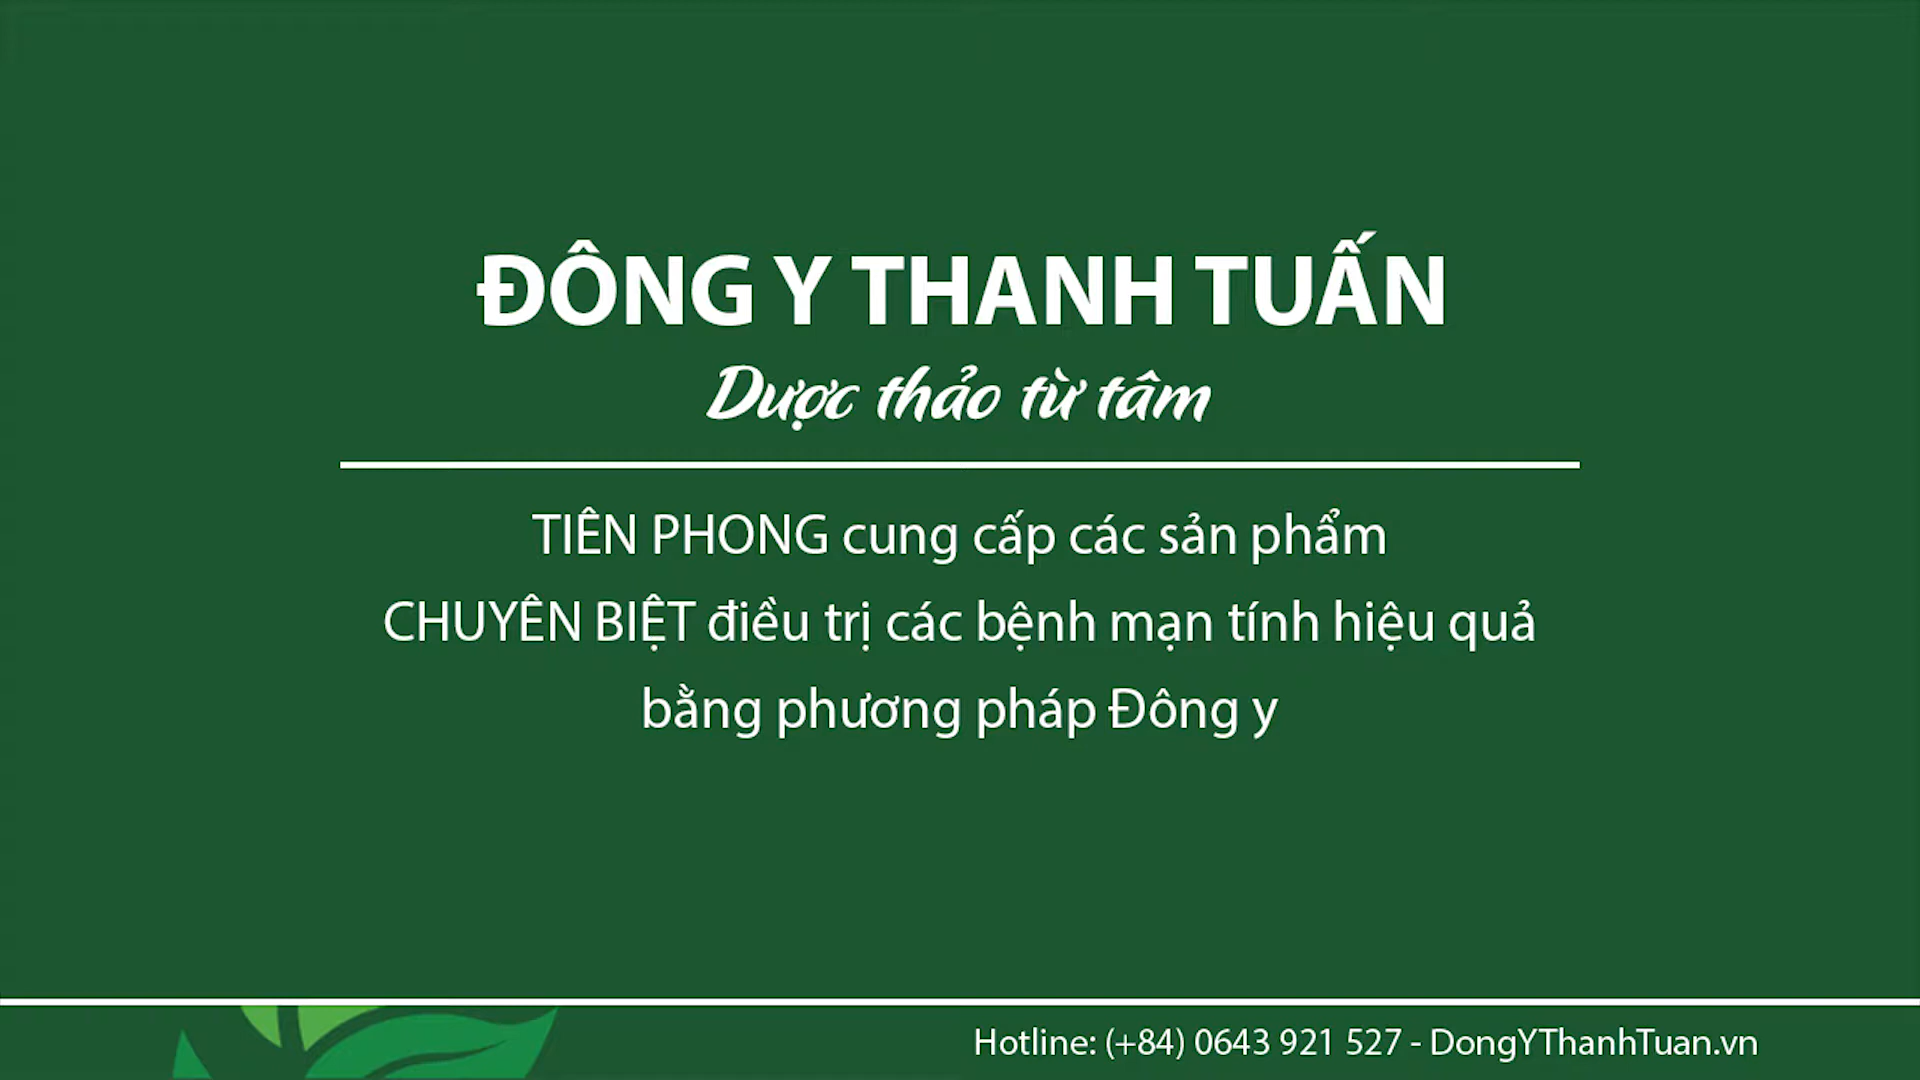 ĐÔNG Y THANH TUẤN
Dược thảo từ tâm
TIÊN PHONG cung cấp các sản phẩm
CHUYÊN BIỆT điều trị các bệnh mạn tính hiệu quả
bằng phương pháp Đông y
Hotline: (+84) 0643 921 527 - DongYThanhTuan.vn